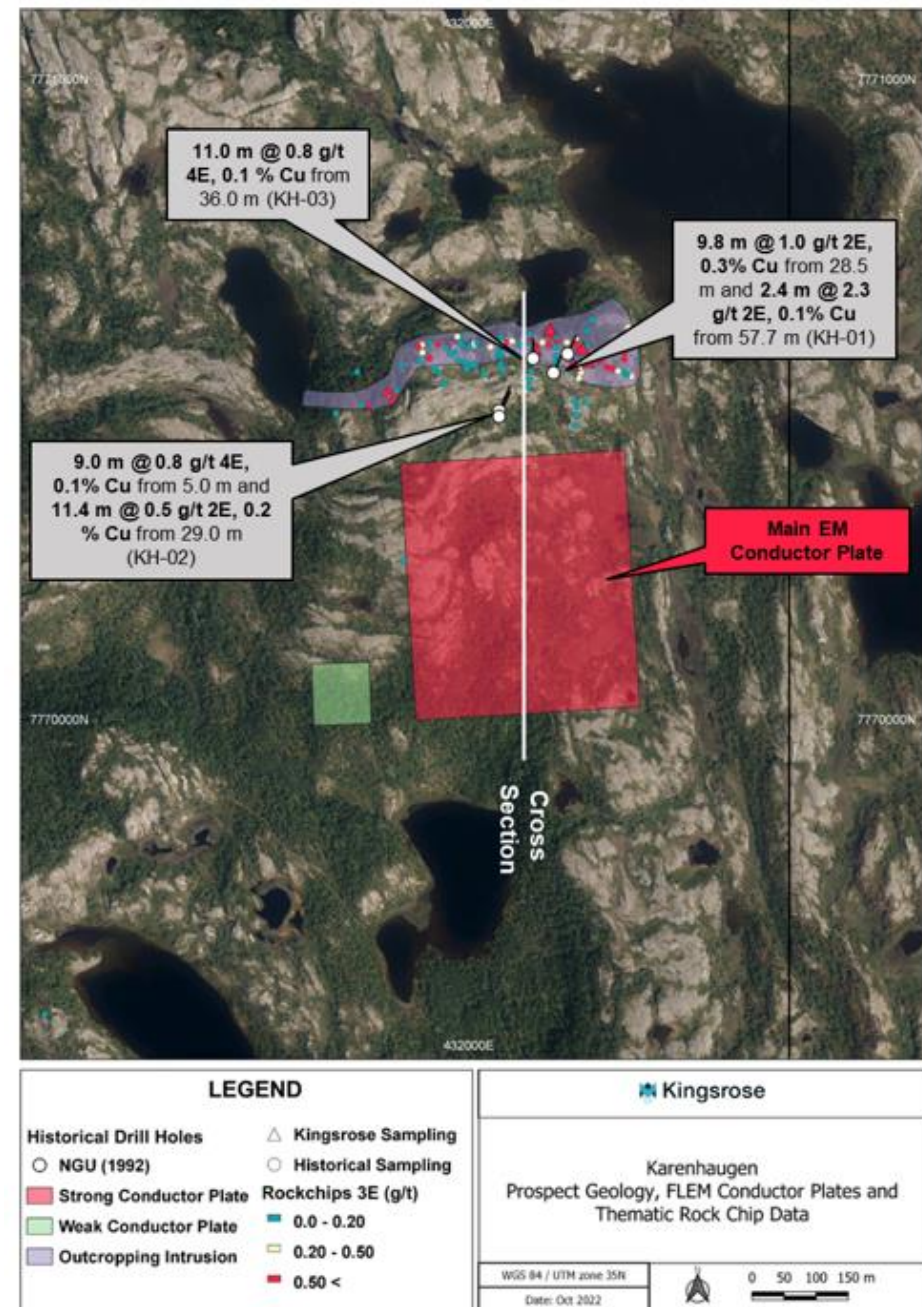 432000E
7771000N
7771000N
11.0 m @ 0.8 g/t
4E, 0.1 % Cu from
36.0 m (KH-03)
9.8 m @ 1.0 g/t 2E,
0.3% Cu from 28.5
m and 2.4 m @ 2.3
g/t 2E, 0.1% Cu
from 57.7 m (KH-01)
9.0 m @ 0.8 g/t 4E,
0.1% Cu from 5.0 m and
11.4 m @ 0.5 g/t 2E, 0.2
% Cu from 29.0 m
(KH-02)
Main EM
Conductor Plate
7770000N
7770000N
Cross
Section
432000E
LEGEND
Historical Drill Holes
NGU (1992)
Strong Conductor Plate
Weak Conductor Plate
Outcropping Intrusion
Kingsrose Sampling
Historical Sampling
Rockchips 3E (g/t)
0.0 - 0.20
0.20 - 0.50
0.50 <
Kingsrose
Karenhaugen
Prospect Geology, FLEM Conductor Plates and
Thematic Rock Chip Data
WGS 84 / UTM zone 35N
Date: Oct 2022
0 50 100 150 m